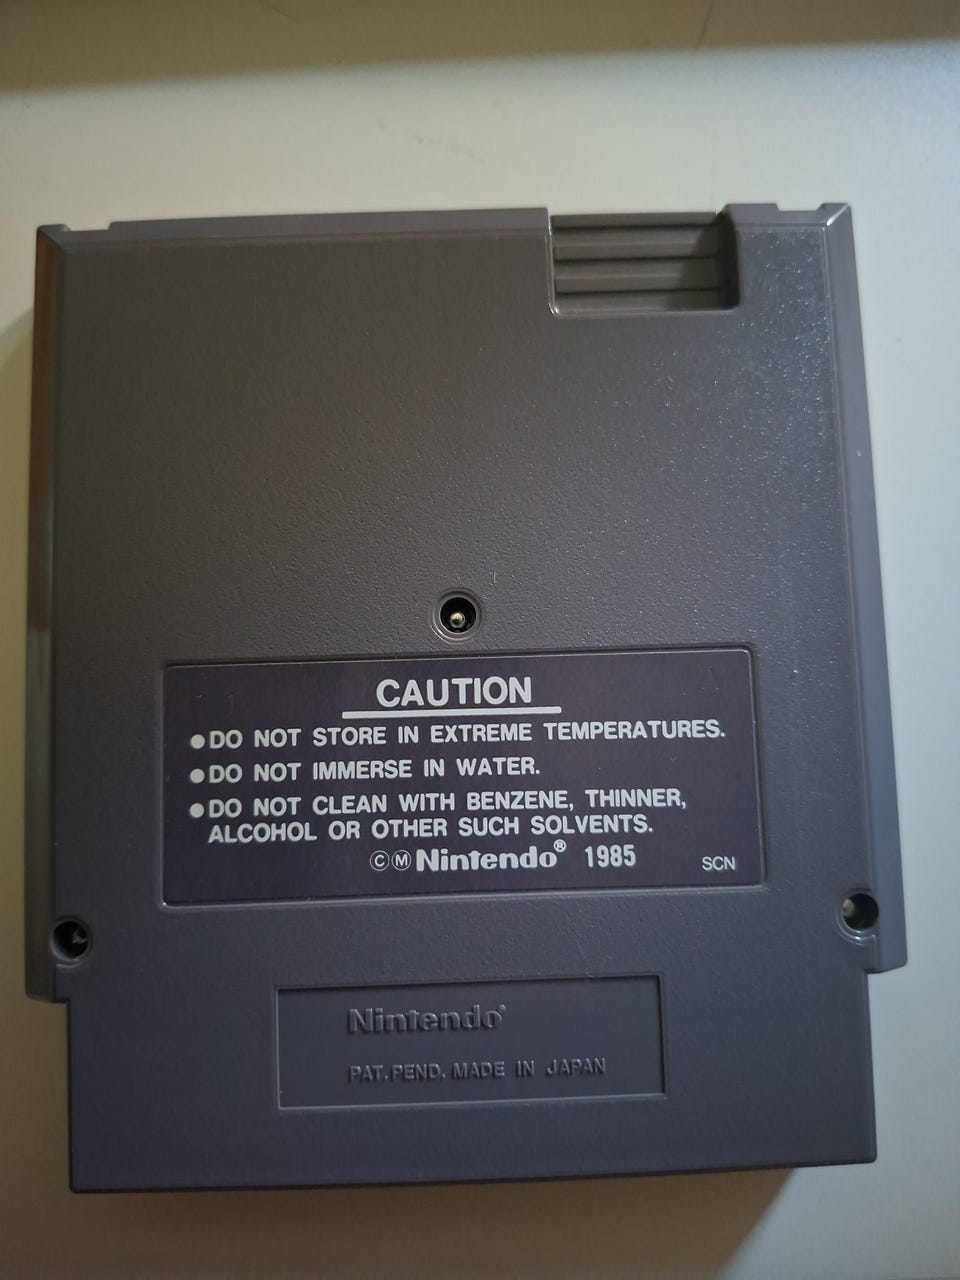 CAUTION
●DO NOT STORE IN EXTREME TEMPERATURES.
●DO NOT IMMERSE IN WATER.
●DO NOT CLEAN WITH BENZENE, THINNER,
ALCOHOL OR OTHER SUCH SOLVENTS.
ⒸⓂNintendo® 1985 SCN
Nintendo®
PAT.PEND. MADE IN JAPAN